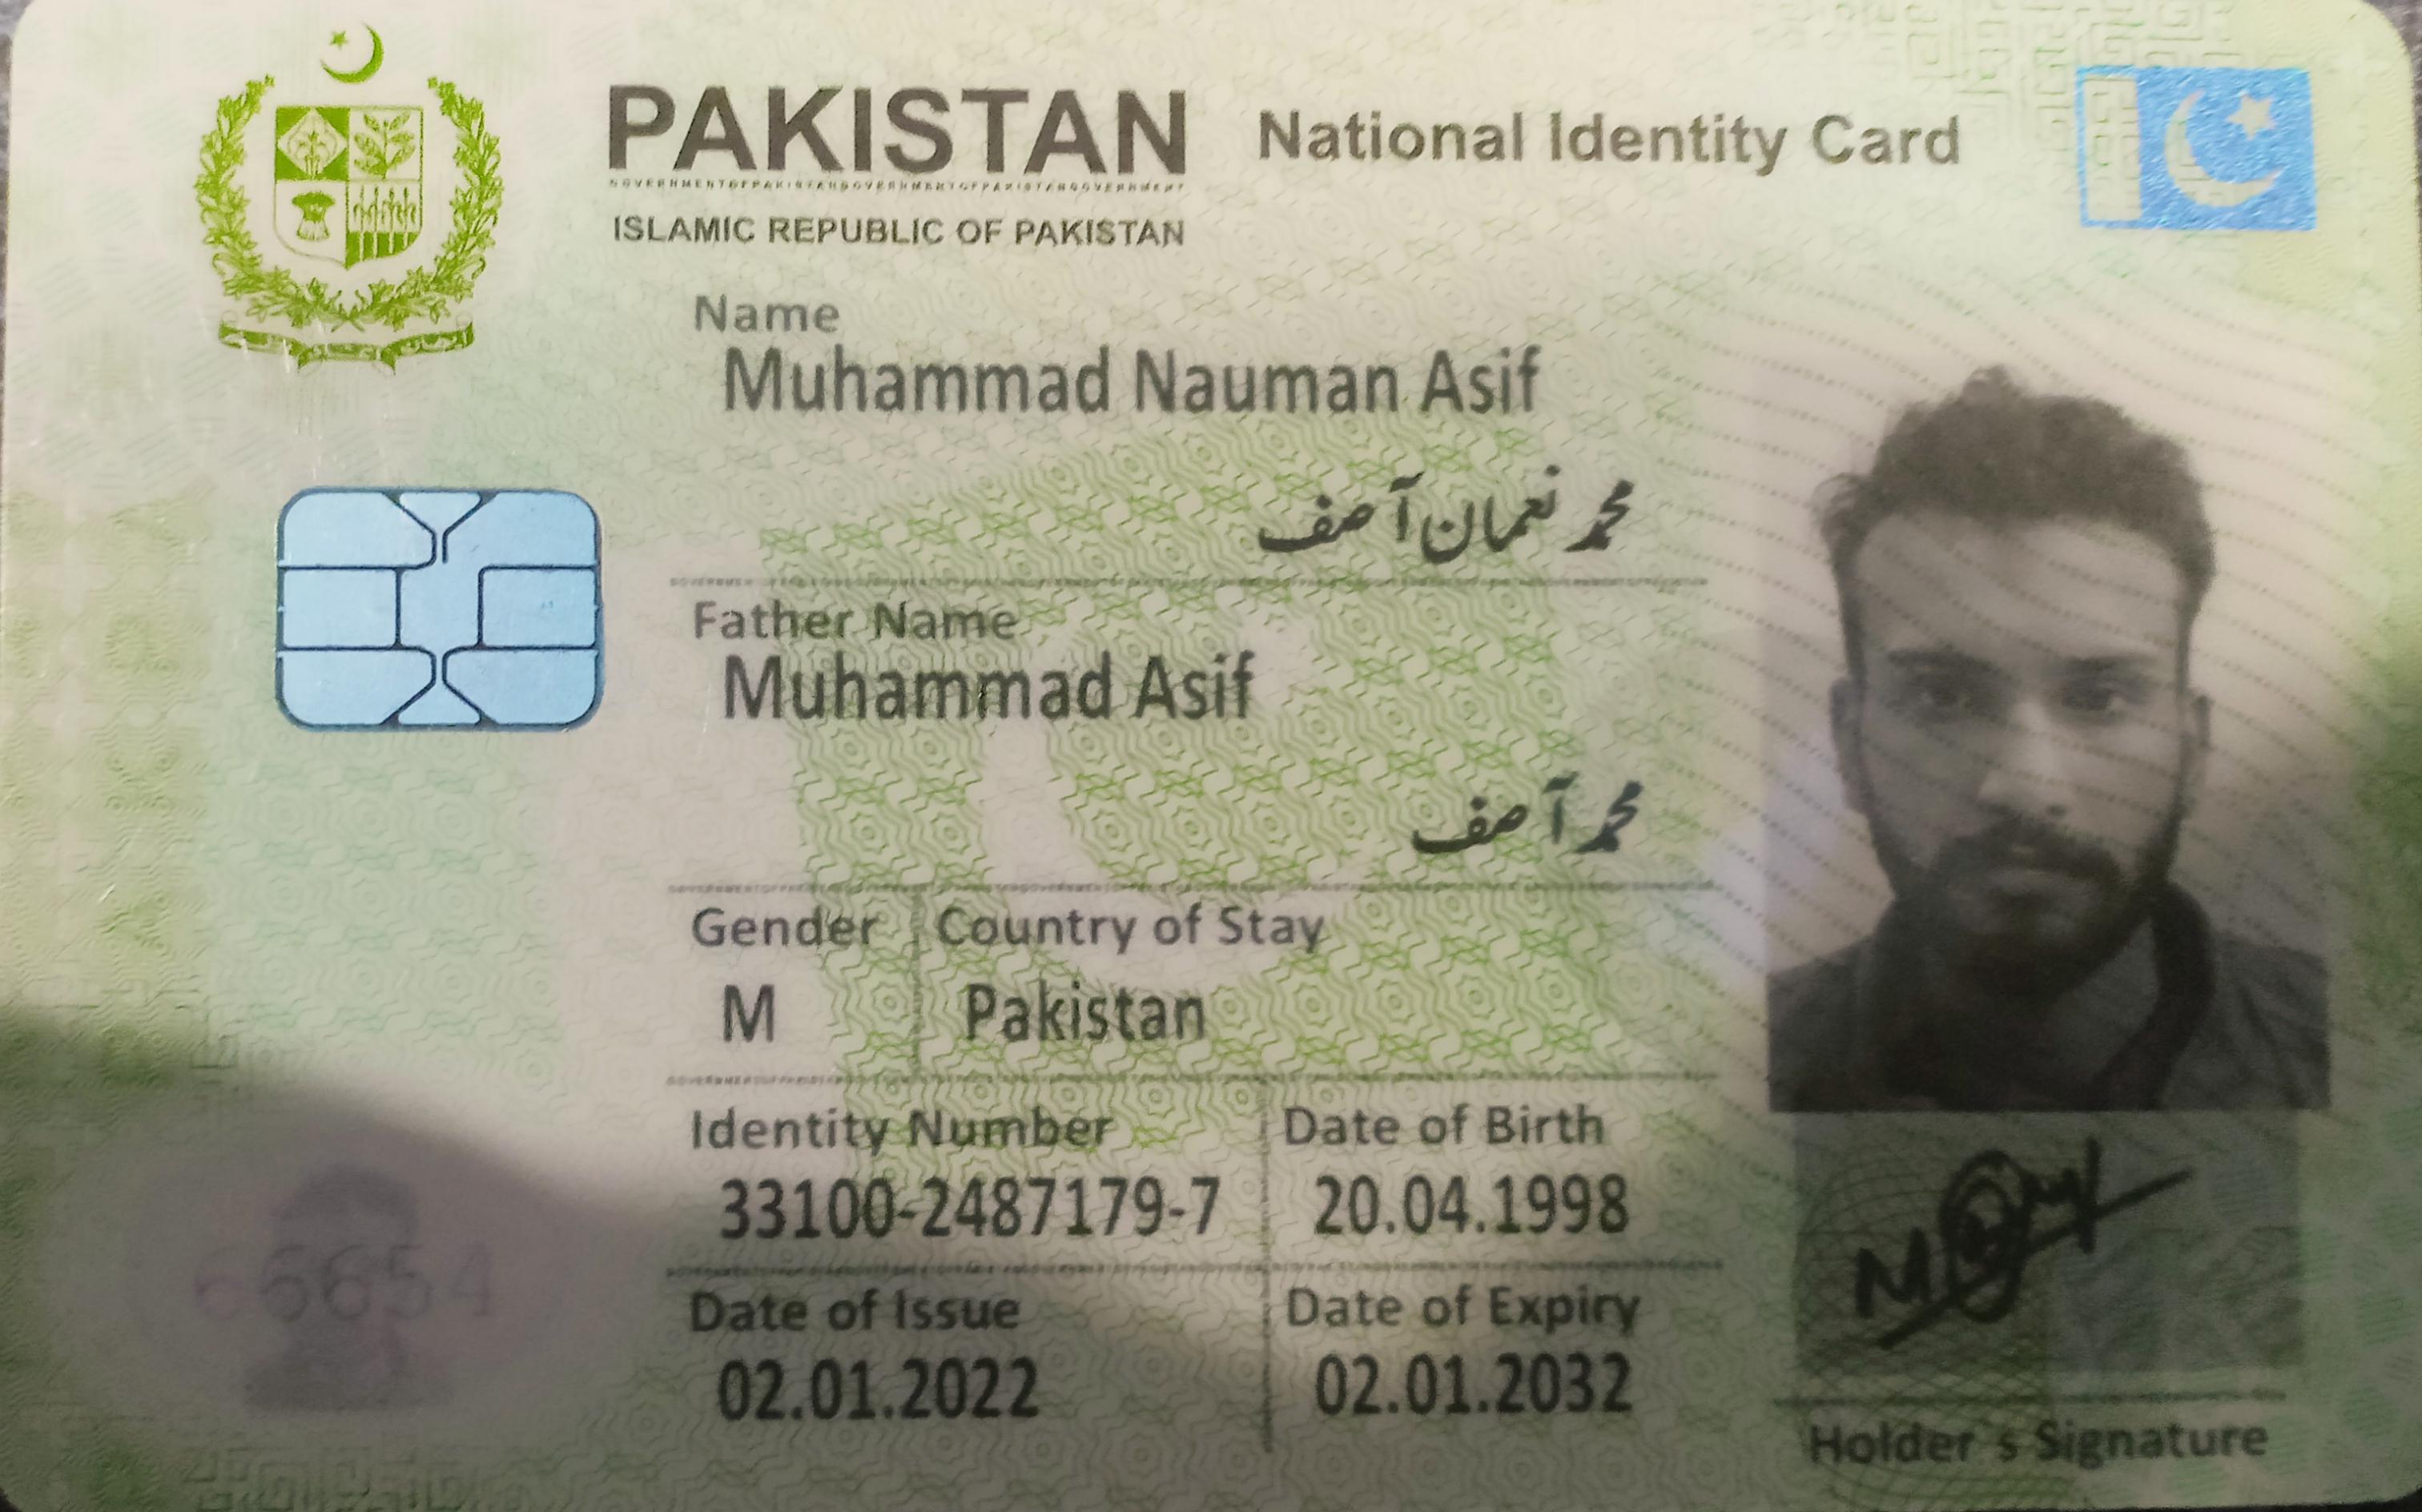 PAKISTAN National Identity Card
ISLAMIC REPUBLIC OF PAKISTAN
Name
Muhammad Nauman Asif
محمد نعمان آصف
Father Name
Muhammad Asif
محمد آصف
Gender Country of Stay
M Pakistan
Identity Number Date of Birth
33100-2487179-7 20.04.1998
Date of Issue Date of Expiry
02.01.2022 02.01.2032
Holder`s Signature